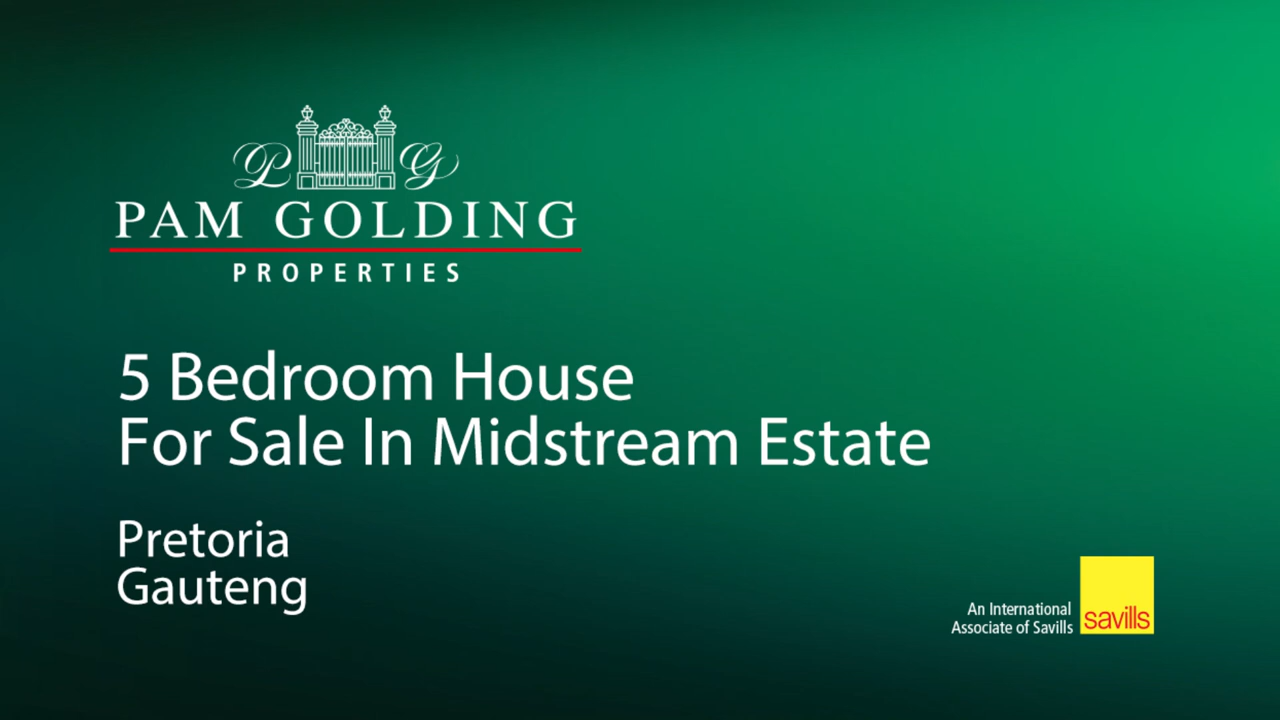 P G
PAM GOLDING
PROPERTIES
5 Bedroom House
For Sale In Midstream Estate
Pretoria
Gauteng
An International
Associate of Savills
savills